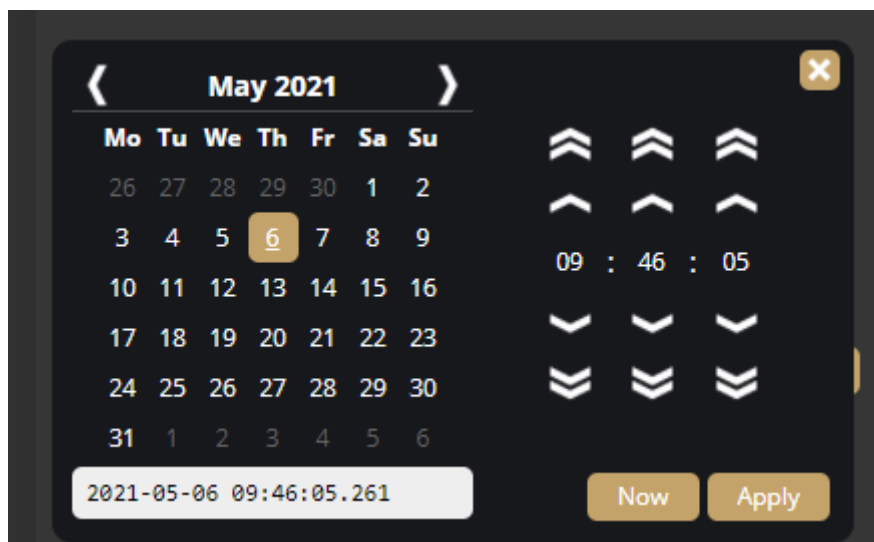 May 2021
Mo Tu We Th Fr Sa Su
26 27 28 29 30 1 2
3 4 5 6 7 8 9
10 11 12 13 14 15 16
17 18 19 20 21 22 23
24 25 26 27 28 29 30
31 1 2 3 4 5 6
2021-05-06 09:46:05.261
09 : 46 : 05
Now Apply